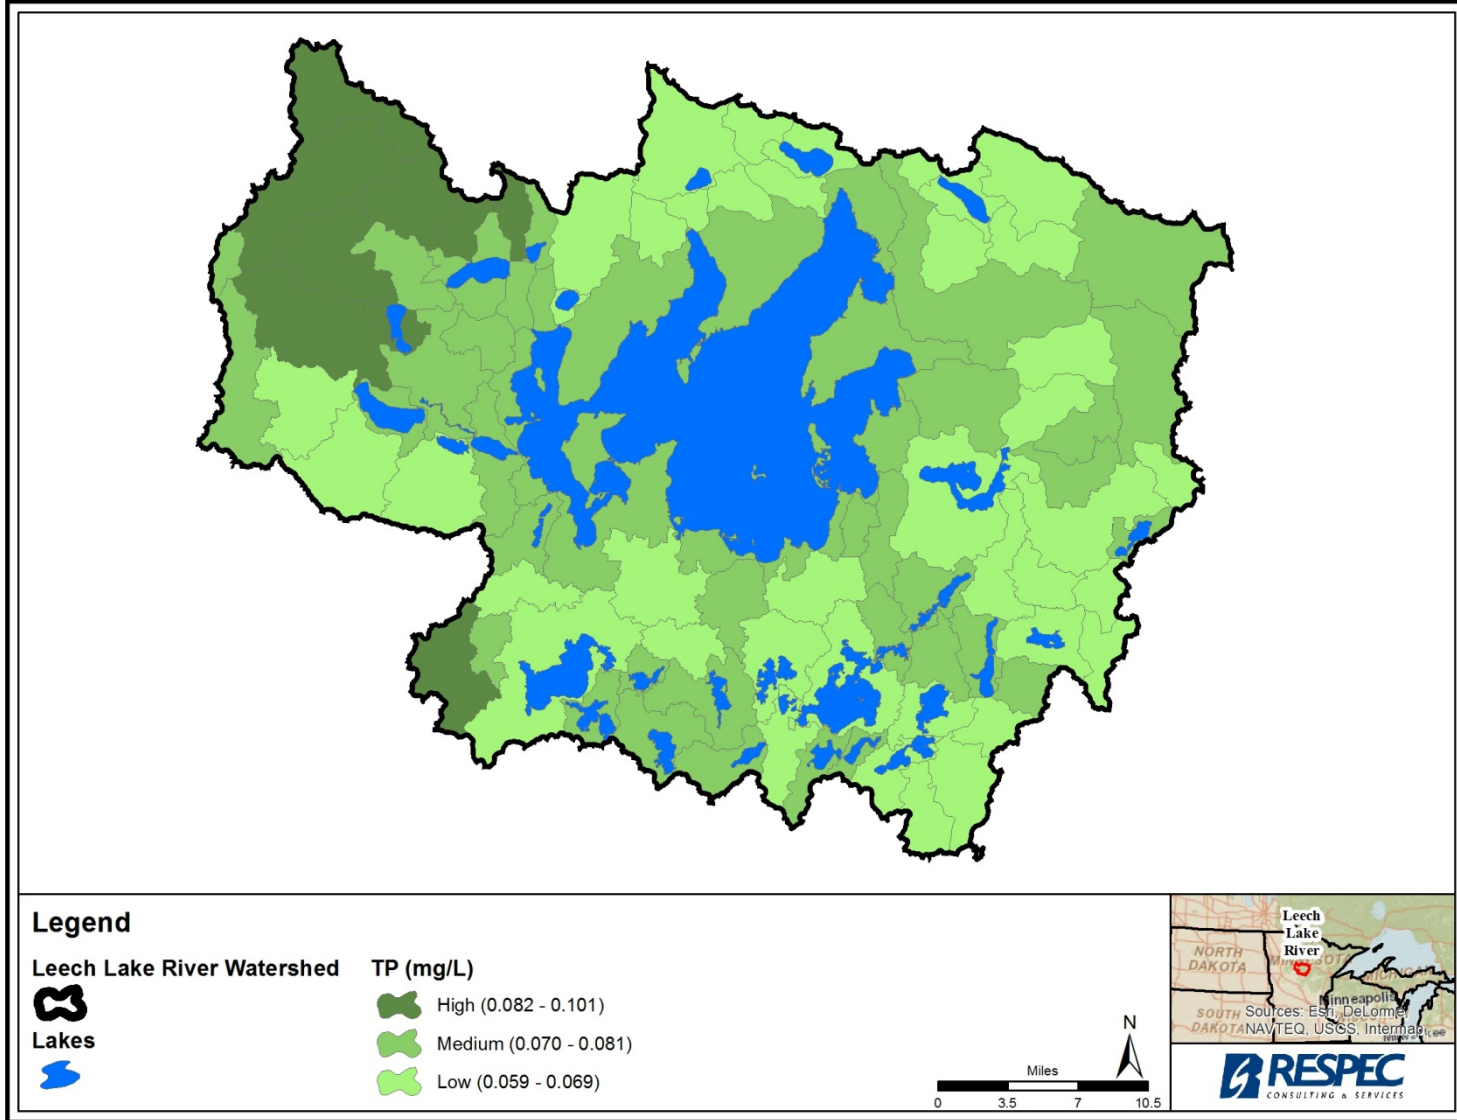 Legend
Leech Lake River Watershed
Lakes
TP (mg/L)
High (0.082 - 0.101)
Medium (0.070 - 0.081)
Low (0.059 - 0.069)
N
Miles
0 3.5 7 10.5
Leech
Lake
River
NORTH
DAKOTA
SOUTH
DAKOTA
Minneapolis
Sources: Esri, DeLorme,
NAVTEQ, USGS, Intermap,
RESPEC
CONSULTING & SERVICES